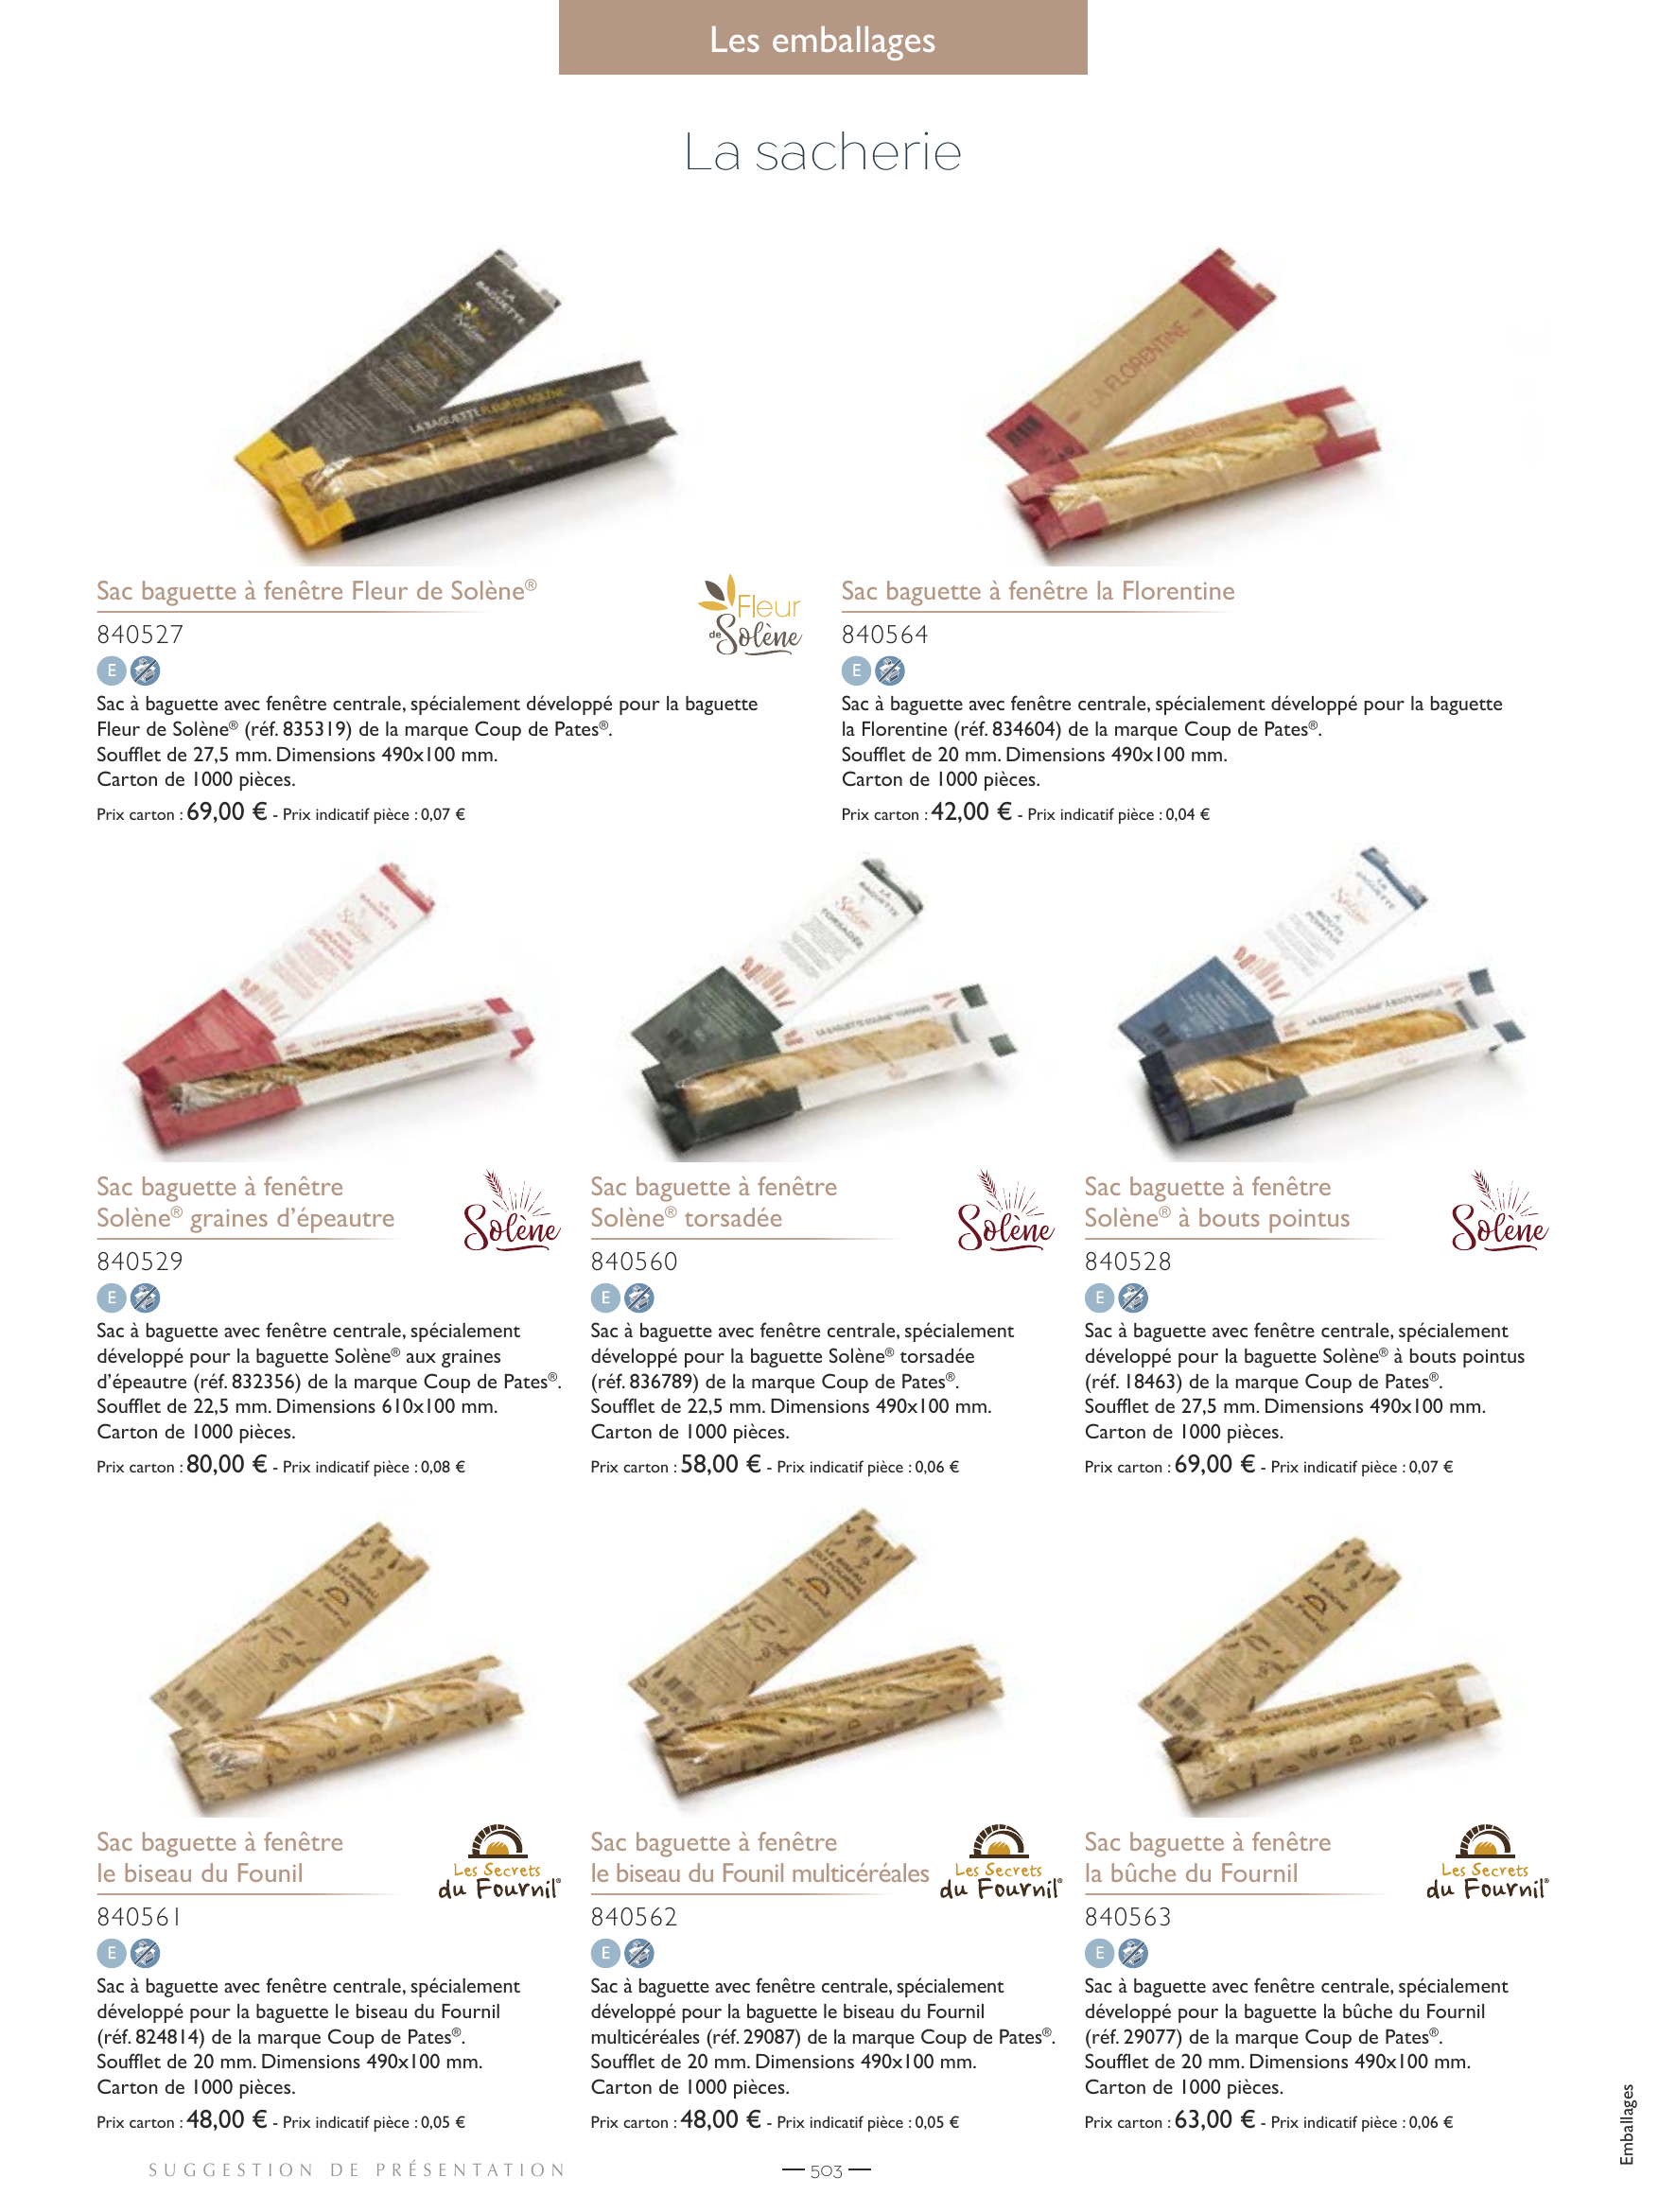 Les emballages
La sacherie
LA BAGUETTE FLEUR DE SOLÈNE
LA FLORENTINE
Sac baguette à fenêtre Fleur de Solène®
Fleur
de Solène
840527
E
Sac à baguette avec fenêtre centrale, spécialement développé pour la baguette
Fleur de Solène® (réf. 835319) de la marque Coup de Pates®.
Soufflet de 27,5 mm. Dimensions 490x100 mm.
Carton de 1000 pièces.
Prix carton : 69,00 € - Prix indicatif pièce : 0,07 €
Sac baguette à fenêtre la Florentine
840564
E
Sac à baguette avec fenêtre centrale, spécialement développé pour la baguette
la Florentine (réf. 834604) de la marque Coup de Pates®.
Soufflet de 20 mm. Dimensions 490x100 mm.
Carton de 1000 pièces.
Prix carton : 42,00 € - Prix indicatif pièce : 0,04 €
Sac baguette à fenêtre
Solène® graines d'épeautre
Solène
840529
E
Sac à baguette avec fenêtre centrale, spécialement
développé pour la baguette Solène® aux graines
d'épeautre (réf. 832356) de la marque Coup de Pates®.
Soufflet de 22,5 mm. Dimensions 610x100 mm.
Carton de 1000 pièces.
Prix carton : 80,00 € - Prix indicatif pièce : 0,08 €
Sac baguette à fenêtre
Solène® torsadée
Solène
840560
E
Sac à baguette avec fenêtre centrale, spécialement
développé pour la baguette Solène® torsadée
(réf. 836789) de la marque Coup de Pates®.
Soufflet de 22,5 mm. Dimensions 490x100 mm.
Carton de 1000 pièces.
Prix carton : 58,00 € - Prix indicatif pièce : 0,06 €
Sac baguette à fenêtre
Solène® à bouts pointus
Solène
840528
E
Sac à baguette avec fenêtre centrale, spécialement
développé pour la baguette Solène® à bouts pointus
(réf. 18463) de la marque Coup de Pates®.
Soufflet de 27,5 mm. Dimensions 490x100 mm.
Carton de 1000 pièces.
Prix carton : 69,00 € - Prix indicatif pièce : 0,07 €
Sac baguette à fenêtre
le biseau du Founil
Les Secrets
du Fournil®
840561
E
Sac à baguette avec fenêtre centrale, spécialement
développé pour la baguette le biseau du Fournil
(réf. 824814) de la marque Coup de Pates®.
Soufflet de 20 mm. Dimensions 490x100 mm.
Carton de 1000 pièces.
Prix carton : 48,00 € - Prix indicatif pièce : 0,05 €
Sac baguette à fenêtre
le biseau du Founil multicéréales
Les Secrets
du Fournil®
840562
E
Sac à baguette avec fenêtre centrale, spécialement
développé pour la baguette le biseau du Fournil
multicéréales (réf. 29087) de la marque Coup de Pates®.
Soufflet de 20 mm. Dimensions 490x100 mm.
Carton de 1000 pièces.
Prix carton : 48,00 € - Prix indicatif pièce : 0,05 €
Sac baguette à fenêtre
la bûche du Fournil
Les Secrets
du Fournil®
840563
E
Sac à baguette avec fenêtre centrale, spécialement
développé pour la baguette la bûche du Fournil
(réf. 29077) de la marque Coup de Pates®.
Soufflet de 20 mm. Dimensions 490x100 mm.
Carton de 1000 pièces.
Prix carton : 63,00 € - Prix indicatif pièce : 0,06 €
Emballages
SUGGESTION DE PRÉSENTATION
— 503 —